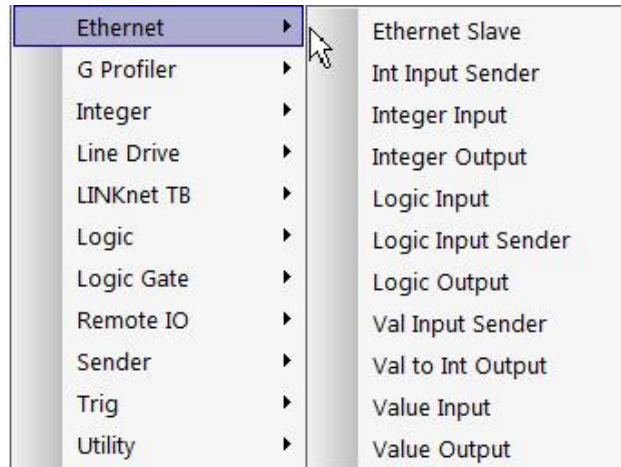 Ethernet
G Profiler
Integer
Line Drive
LINKnet TB
Logic
Logic Gate
Remote IO
Sender
Trig
Utility
Ethernet Slave
Int Input Sender
Integer Input
Integer Output
Logic Input
Logic Input Sender
Logic Output
Val Input Sender
Val to Int Output
Value Input
Value Output